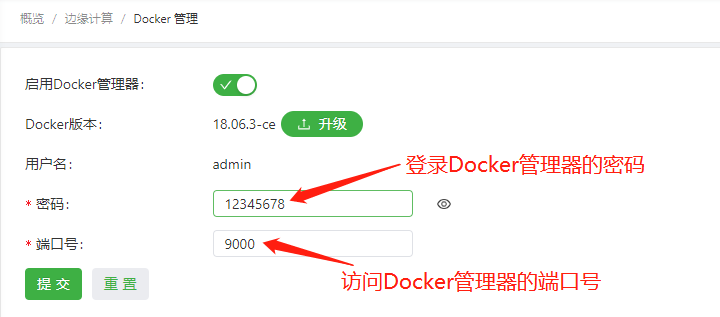 概览 / 边缘计算 / Docker 管理
启用Docker管理器:
Docker版本: 18.06.3-ce 升级
用户名: admin
登录Docker管理器的密码
* 密码: 12345678
* 端口号: 9000
访问Docker管理器的端口号
提 交 重 置